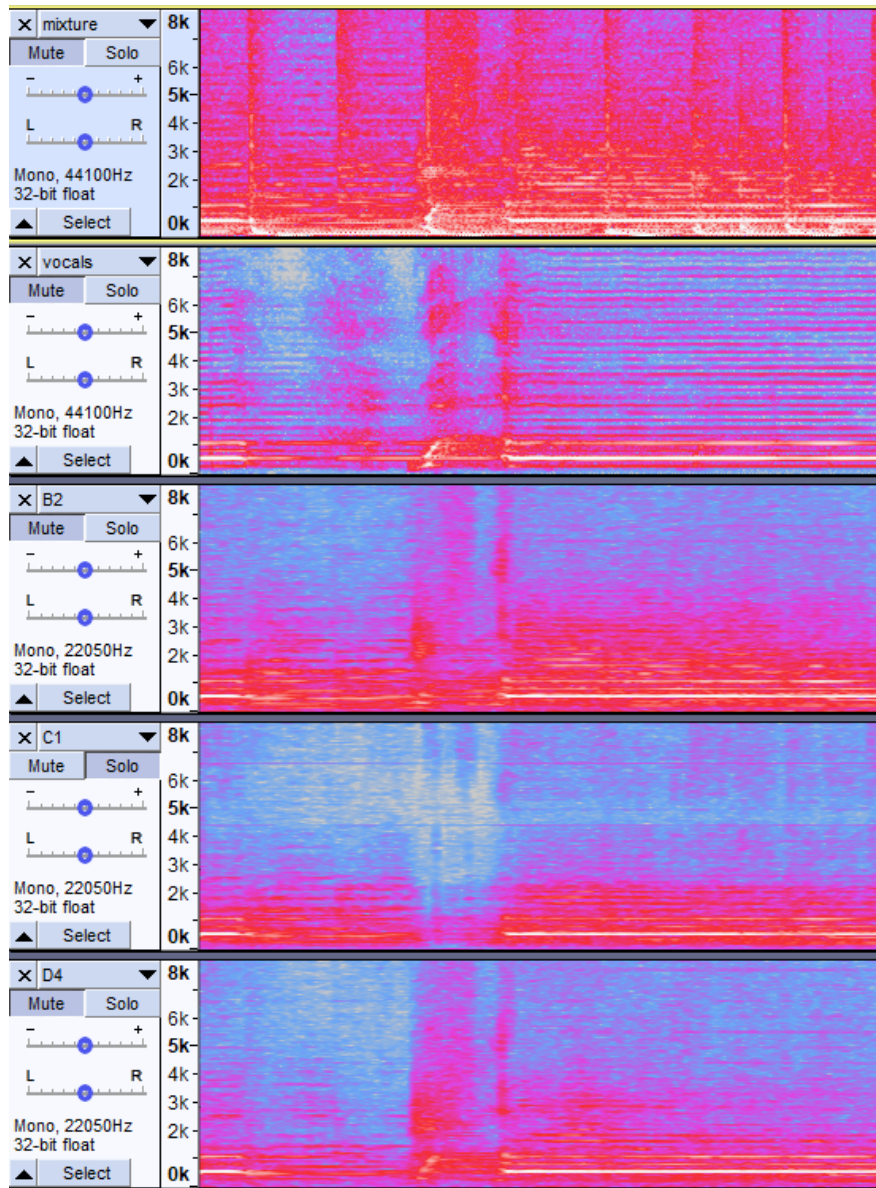 × mixture ▼ 8k
Mute Solo
- + 6k
5k
L R 4k
3k
Mono, 44100Hz 2k
32-bit float
▲ Select 0k
× vocals ▼ 8k
Mute Solo
- + 6k
5k
L R 4k
3k
Mono, 44100Hz 2k
32-bit float
▲ Select 0k
× B2 ▼ 8k
Mute Solo
- + 6k
5k
L R 4k
3k
Mono, 22050Hz 2k
32-bit float
▲ Select 0k
× C1 ▼ 8k
Mute Solo
- + 6k
5k
L R 4k
3k
Mono, 22050Hz 2k
32-bit float
▲ Select 0k
× D4 ▼ 8k
Mute Solo
- + 6k
5k
L R 4k
3k
Mono, 22050Hz 2k
32-bit float
▲ Select 0k